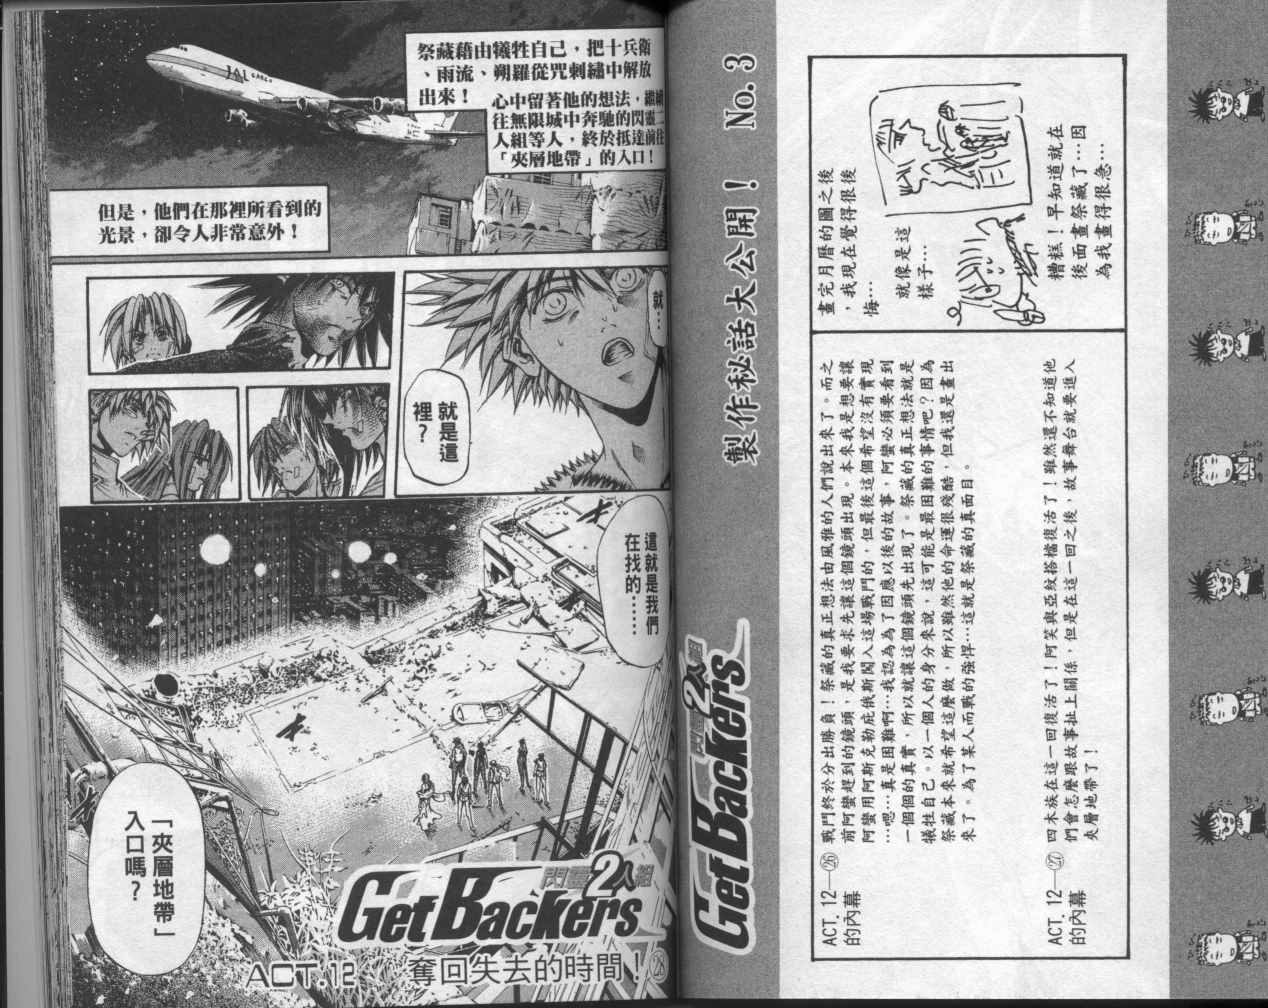 製作秘話大公開！ No.3
閃靈2人組
GetBackers
畫完月曆的圖之後
，我現在覺得很後
悔…
就像是這
樣子…
糟糕！早知道就在
後面畫祭藏了…因
為我畫得很急…
ACT. 12—㉖
的內幕
戰鬥終於分出勝負！祭藏的真正想法由風雅的人們說出來了。而之
前阿蠻趕到的鏡頭，是我要求先讓這個鏡頭出現。本來我是想要讓
阿蠻用阿斯克勒庇俄斯闖入這場戰鬥的，但最後這個希望沒有實現
…嗯…真是困難啊…我認為為了因應以後的故事，阿蠻必須要看到
一個個的真實，所以就讓這個鏡頭先出現了。祭藏的真正想法就是
犧牲自己。以一個人的身分來說，這可能是最困難的事情吧？因為
祭藏本來就希望這麼做，所以雖然他的命運很殘酷，但我還是畫出
來了。為了某人而戰的強悍…這就是祭藏的真面目。
ACT. 12—㉗
的內幕
四木族在這一回復活了！阿笑與亞紋搭檔復活了！雖然還不知道他
們會怎麼跟故事扯上關係，但是在這一回之後，故事舞台就要進入
夾層地帶了！
祭藏藉由犧牲自己，把十兵衛
、雨流、朔羅從咒刺繡中解放
出來！
心中留著他的想法，繼續
往無限城中奔馳的閃靈二
人組等人，終於抵達前往
「夾層地帶」的入口！
JAL CARGO
但是，他們在那裡所看到的
光景，卻令人非常意外！
就…
就是這
裡？
這就是我們
在找的……
「夾層地帶」
入口嗎？
閃靈2人組
GetBackers
ACT.12 奪回失去的時間！㉘